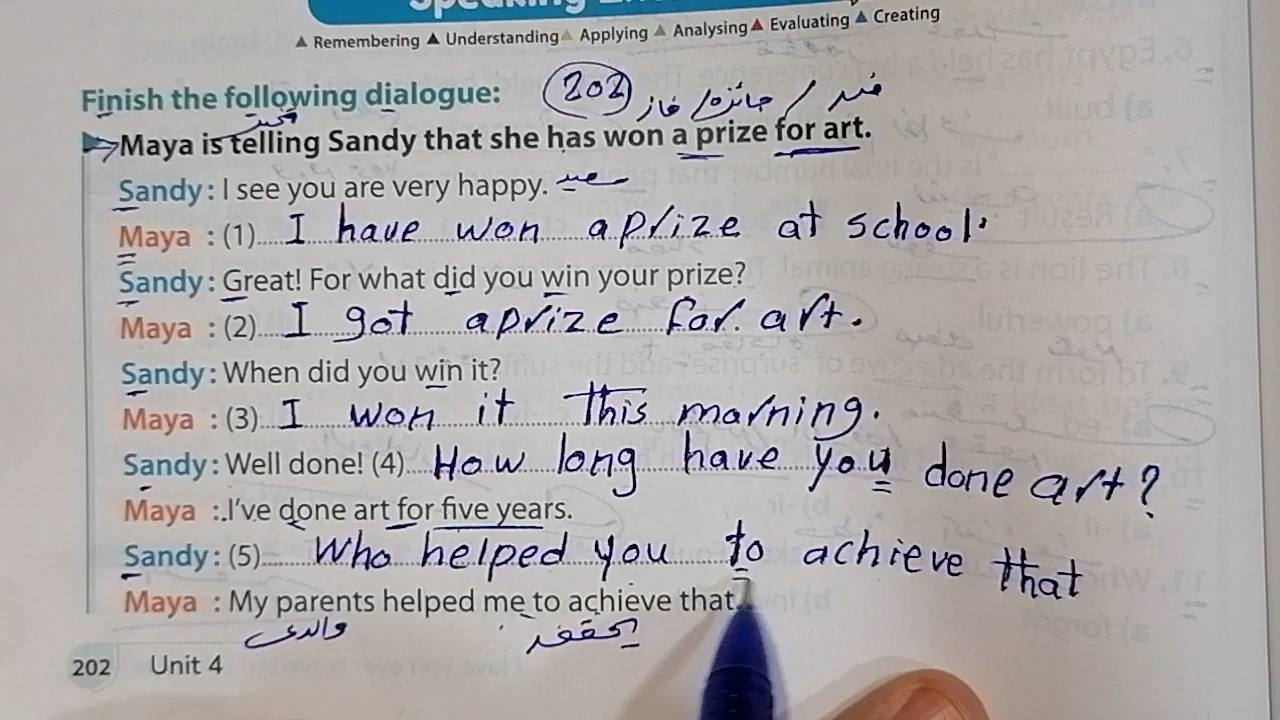 Speaking
▲ Remembering ▲ Understanding ▲ Applying ▲ Analysing ▲ Evaluating ▲ Creating
Finish the following dialogue: 202 فاز / جائزة / فن
Maya is telling Sandy that she has won a prize for art.
Sandy: I see you are very happy. سعيد
Maya : (1) I have won a prize at school.
Sandy: Great! For what did you win your prize?
Maya : (2) I got a prize for art.
Sandy: When did you win it?
Maya : (3) I won it this morning.
Sandy: Well done! (4) How long have you done art?
Maya : I've done art for five years.
Sandy: (5) Who helped you to achieve that
Maya : My parents helped me to achieve that
والدى يحقق
202 Unit 4